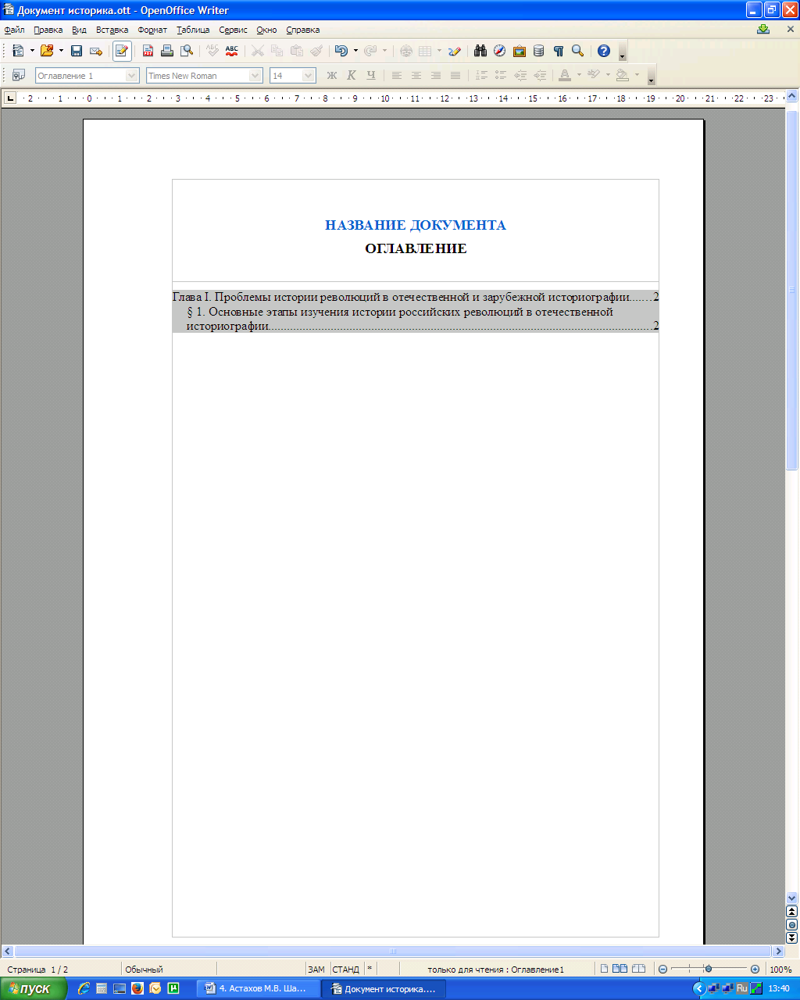 Документ историка.ott - OpenOffice Writer
Файл Правка Вид Вставка Формат Таблица Сервис Окно Справка
Оглавление 1 Times New Roman 14 Ж К Ч
2 1 0 1 2 3 4 5 6 7 8 9 10 11 12 13 14 15 16 17 18 19 20 21 22 23
НАЗВАНИЕ ДОКУМЕНТА
ОГЛАВЛЕНИЕ
Глава I. Проблемы истории революций в отечественной и зарубежной историографии.......2
§ 1. Основные этапы изучения истории российских революций в отечественной
историографии.......2
Страница 1 / 2 Обычный ЗАМ СТАНД * только для чтения : Оглавление1 100%
пуск 4. Астахов М.В. Ша... Документ историка.... Ru 13:40